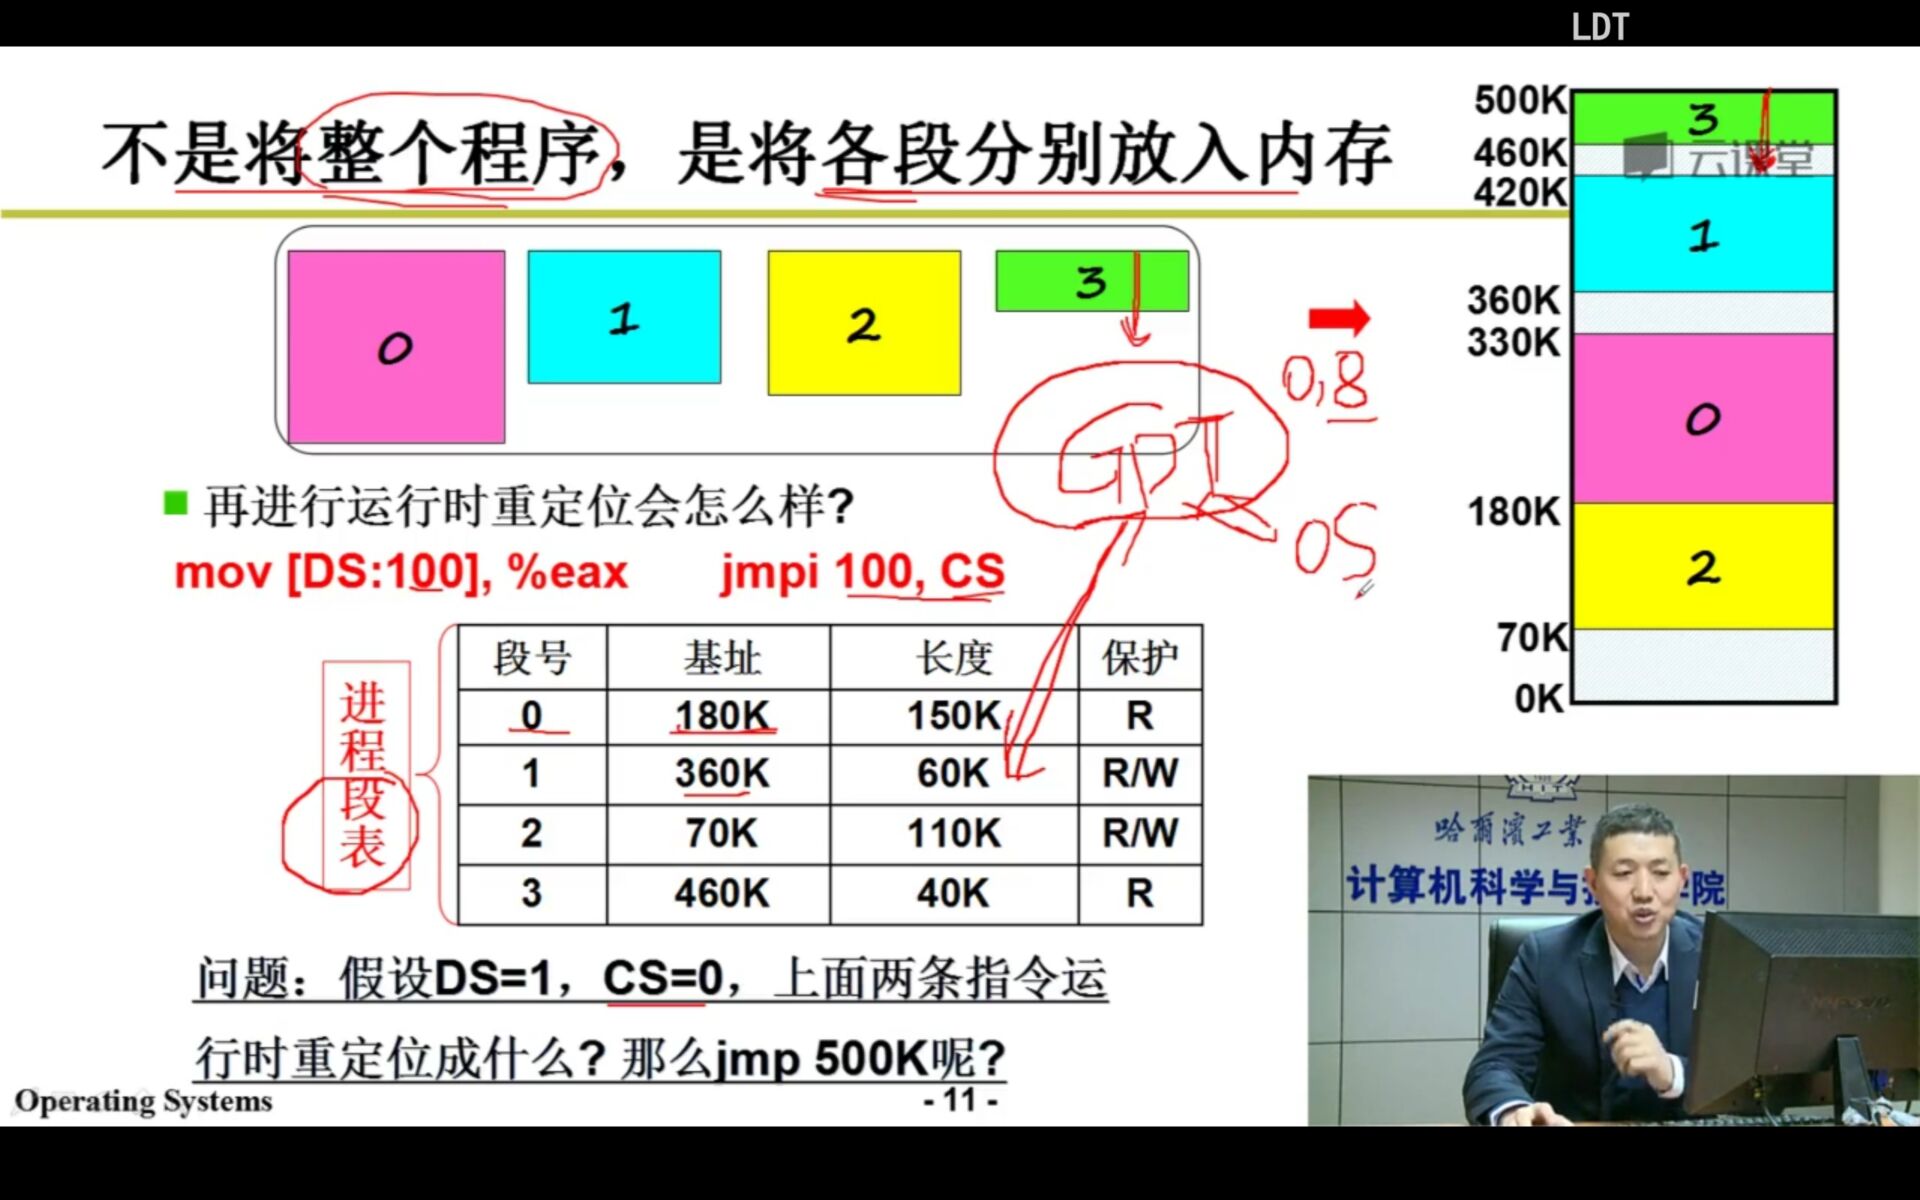 LDT
不是将整个程序，是将各段分别放入内存
0
1
2
3
500K
3
460K
云课堂
420K
1
360K
330K
0
180K
2
70K
0K
0,8
GDT
OS
再进行运行时重定位会怎么样?
mov [DS:100], %eax jmpi 100, CS
进程段表
段号 基址 长度 保护
0 180K 150K R
1 360K 60K R/W
2 70K 110K R/W
3 460K 40K R
问题：假设DS=1，CS=0，上面两条指令运
行时重定位成什么? 那么jmp 500K呢?
Operating Systems
- 11 -
哈爾濱工業
计算机科学与 院